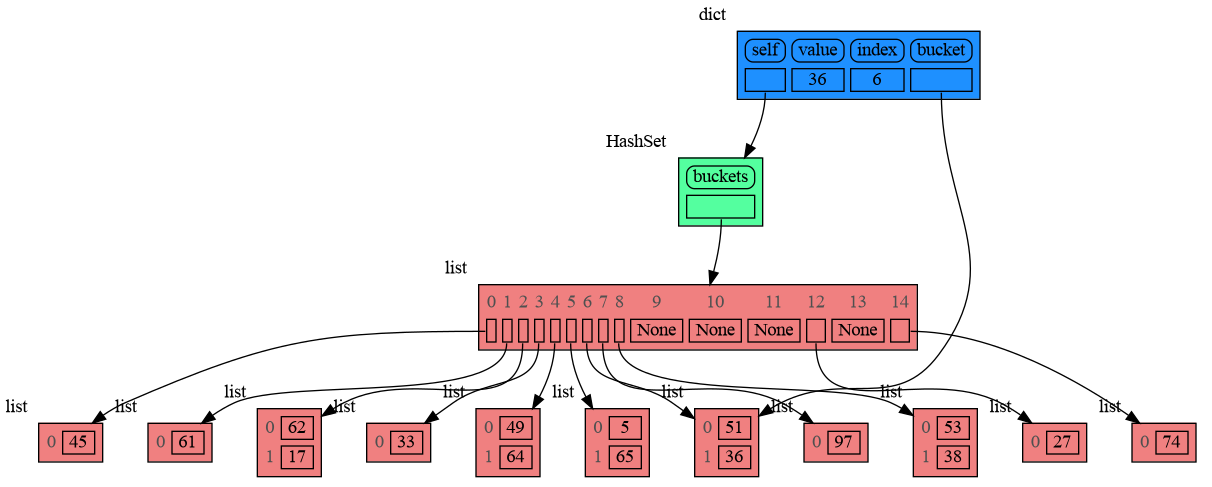 dict
self value index bucket
36 6
HashSet
buckets
list
0 1 2 3 4 5 6 7 8 9 10 11 12 13 14
None None None None
list list list list list list list list list list list
0 45
0 61
0 62
1 17
0 33
0 49
1 64
0 5
1 65
0 51
1 36
0 97
0 53
1 38
0 27
0 74